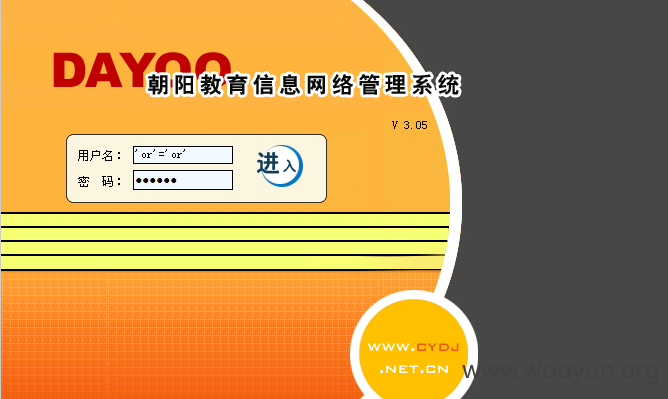 DAYOO
朝阳教育信息网络管理系统
V 3.05
用户名： 'or'='or'
密 码： ●●●●●●
进入
WWW.CYDJ
.NET.CN
www.wooyun.org